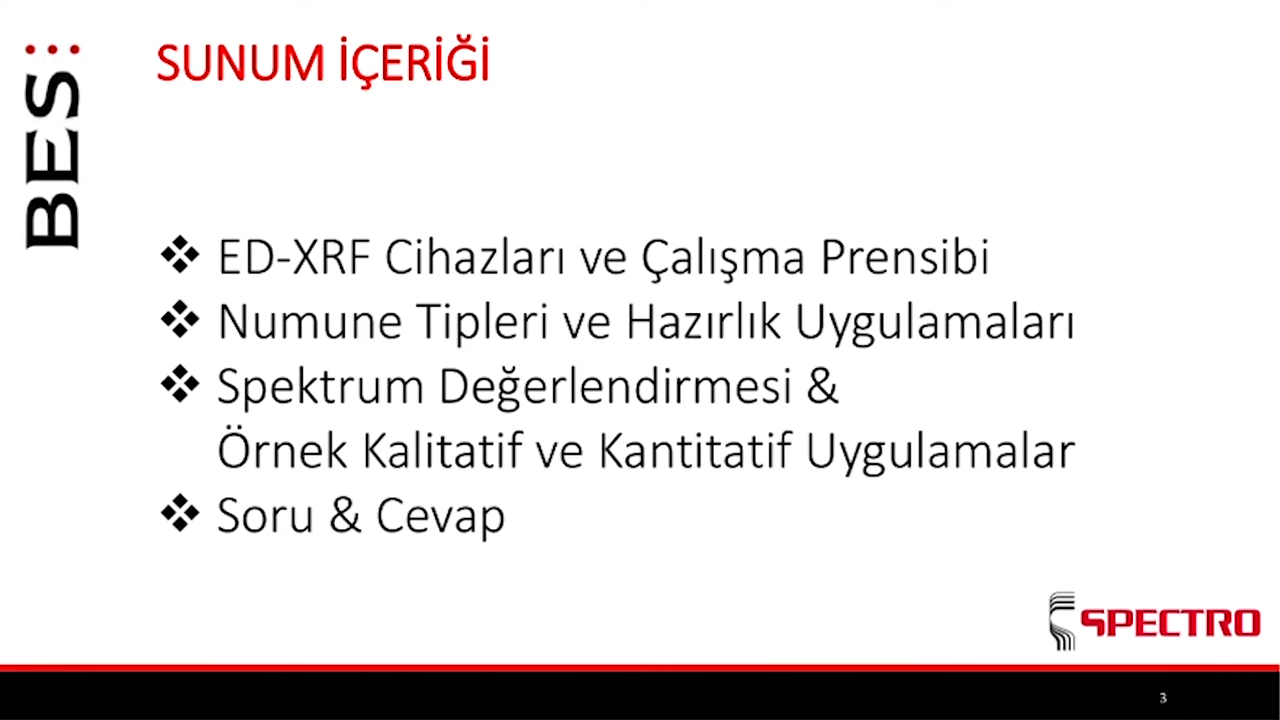 BES
SUNUM İÇERİĞİ
❖ ED-XRF Cihazları ve Çalışma Prensibi
❖ Numune Tipleri ve Hazırlık Uygulamaları
❖ Spektrum Değerlendirmesi &
Örnek Kalitatif ve Kantitatif Uygulamalar
❖ Soru & Cevap
SPECTRO
3